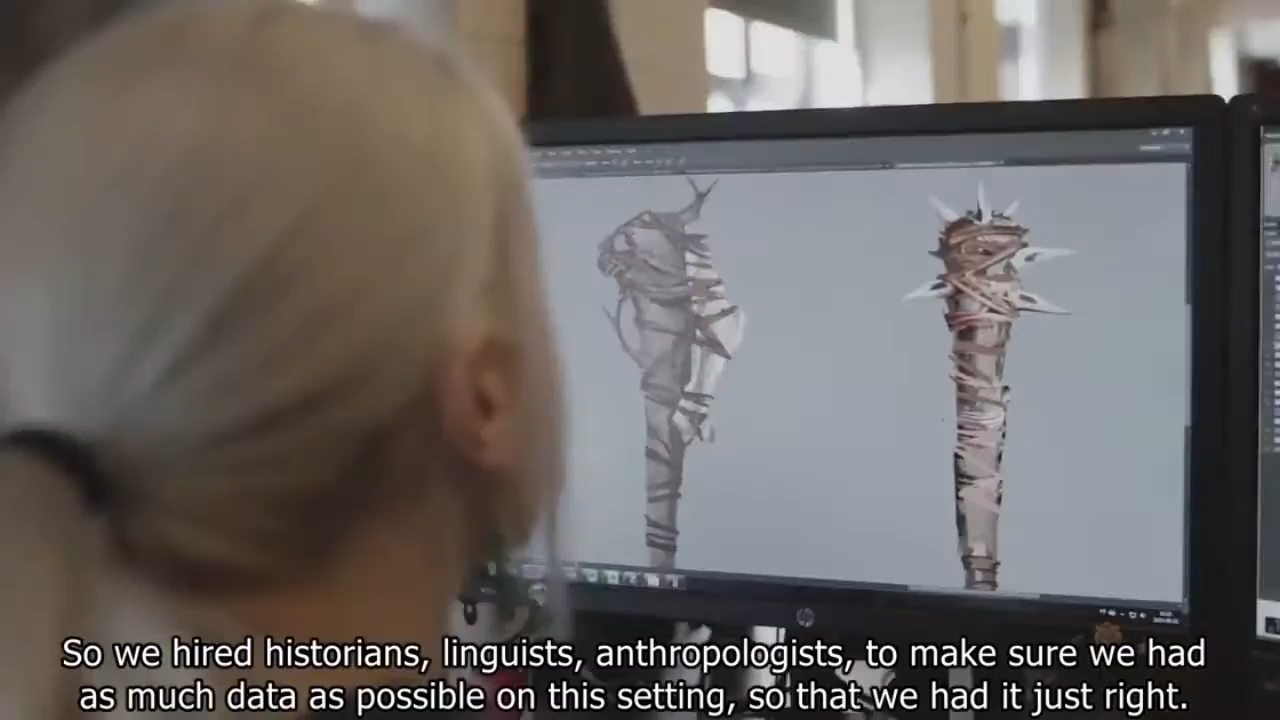 So we hired historians, linguists, anthropologists, to make sure we had
as much data as possible on this setting, so that we had it just right.